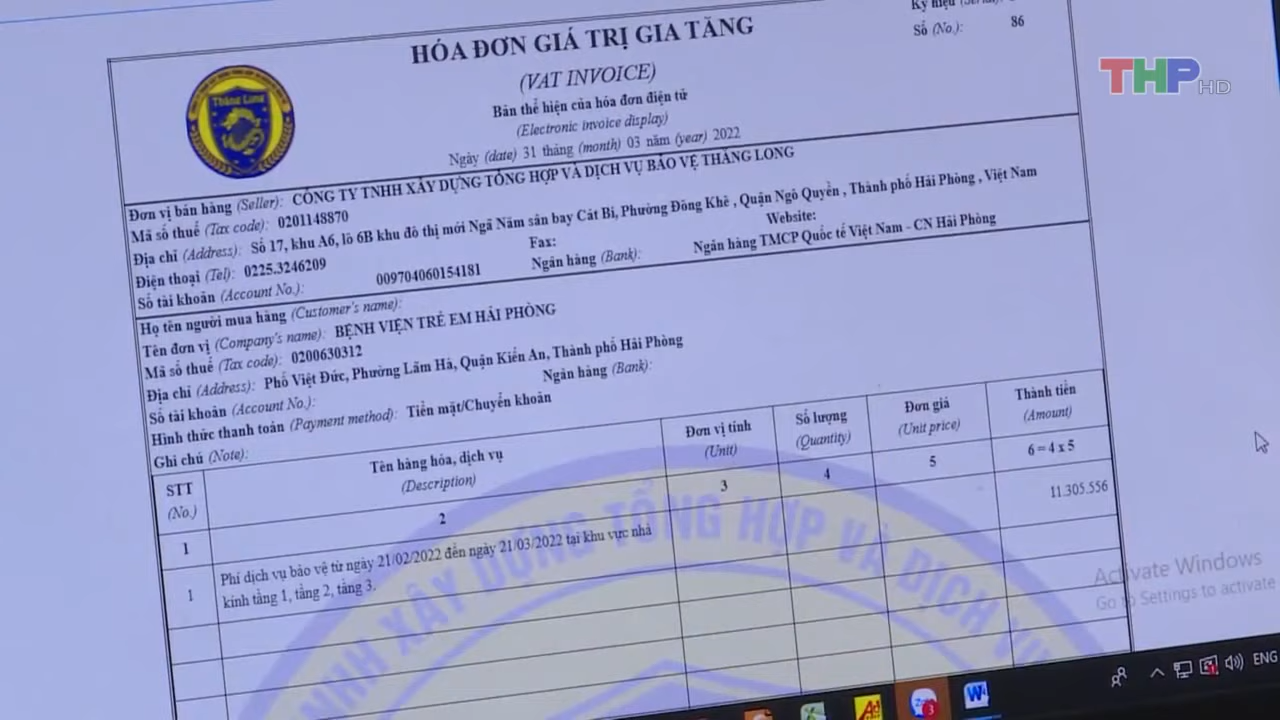 Ký hiệu
Số (No.): 86
HÓA ĐƠN GIÁ TRỊ GIA TĂNG
(VAT INVOICE)
Bản thể hiện của hóa đơn điện tử
(Electronic invoice display)
Ngày (date) 31 tháng (month) 03 năm (year) 2022
THP HD
Thăng Long
Đơn vị bán hàng (Seller): CÔNG TY TNHH XÂY DỰNG TỔNG HỢP VÀ DỊCH VỤ BẢO VỆ THĂNG LONG
Mã số thuế (Tax code): 0201148870
Địa chỉ (Address): Số 17, khu A6, lô 6B khu đô thị mới Ngã Năm sân bay Cát Bi, Phường Đông Khê , Quận Ngô Quyền , Thành phố Hải Phòng , Việt Nam
Điện thoại (Tel): 0225.3246209 Fax: Website:
Số tài khoản (Account No.): 009704060154181 Ngân hàng (Bank): Ngân hàng TMCP Quốc tế Việt Nam - CN Hải Phòng
Họ tên người mua hàng (Customer's name):
Tên đơn vị (Company's name): BỆNH VIỆN TRẺ EM HẢI PHÒNG
Mã số thuế (Tax code): 0200630312
Địa chỉ (Address): Phố Việt Đức, Phường Lãm Hà, Quận Kiến An, Thành phố Hải Phòng
Số tài khoản (Account No.): Ngân hàng (Bank):
Hình thức thanh toán (Payment method): Tiền mặt/Chuyển khoản
Ghi chú (Note):
STT Tên hàng hóa, dịch vụ Đơn vị tính Số lượng Đơn giá Thành tiền
(No.) (Description) (Unit) (Quantity) (Unit price) (Amount)
1 2 3 4 5 6 = 4 x 5
1 Phí dịch vụ bảo vệ từ ngày 21/02/2022 đến ngày 21/03/2022 tại khu vực nhà 11.305.556
kính tầng 1, tầng 2, tầng 3.
NHH XÂY DỰNG TỔNG HỢP VÀ DỊCH VỤ
Activate Windows
Go to Settings to activate
ENG